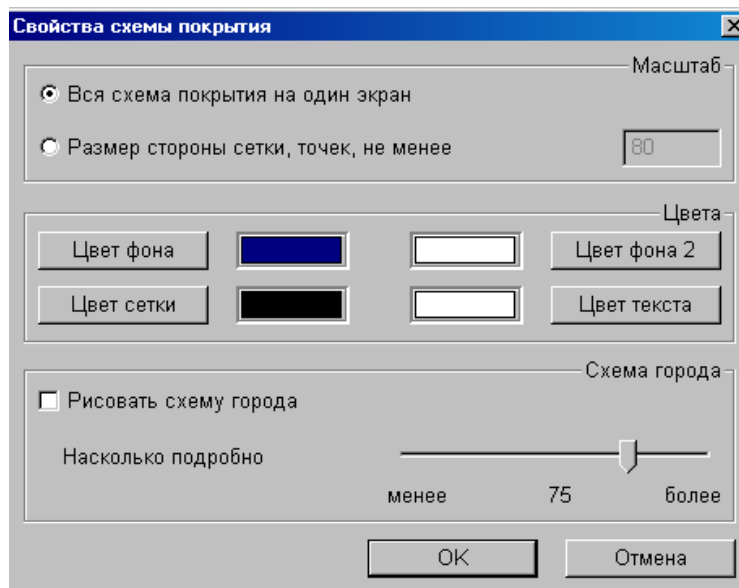 Свойства схемы покрытия
Масштаб
Вся схема покрытия на один экран
Размер стороны сетки, точек, не менее 80
Цвета
Цвет фона Цвет фона 2
Цвет сетки Цвет текста
Схема города
Рисовать схему города
Насколько подробно
менее 75 более
OK Отмена